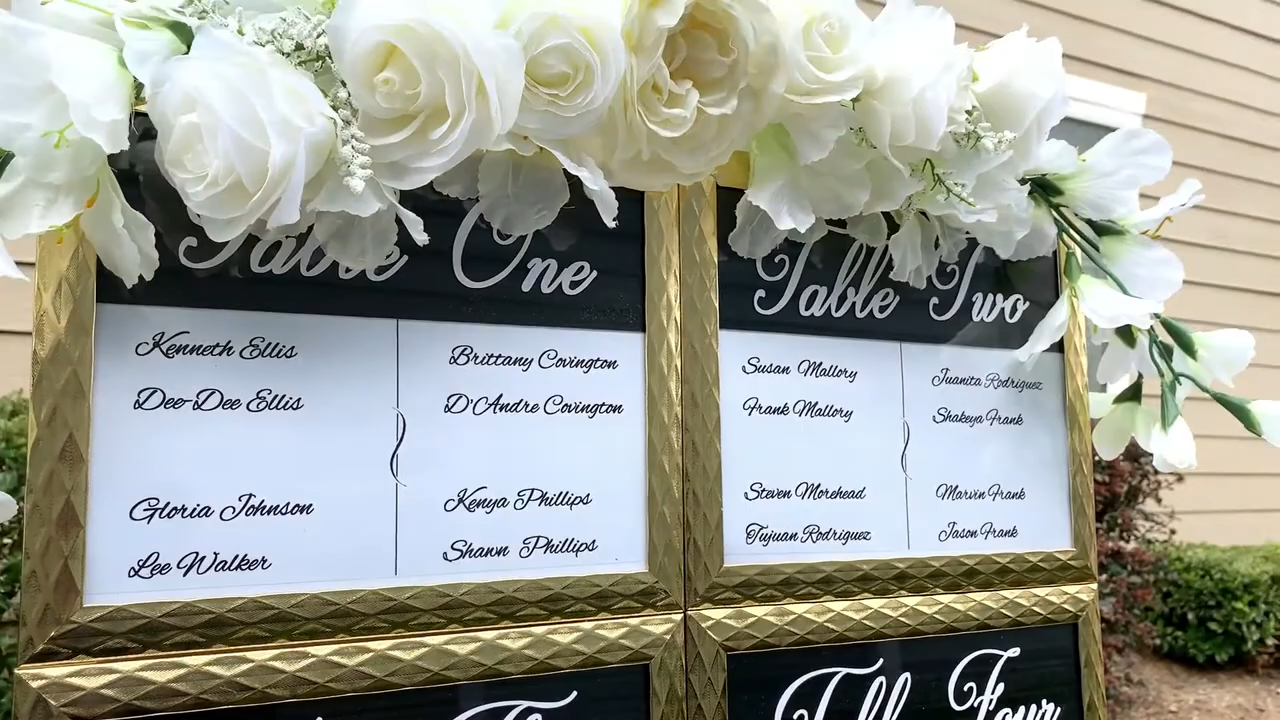 Table One
Kenneth Ellis
Dee-Dee Ellis
Gloria Johnson
Lee Walker
Brittany Covington
D'Andre Covington
Kenya Phillips
Shawn Phillips
Table Two
Susan Mallory
Frank Mallory
Steven Morehead
Tujuan Rodriguez
Juanita Rodriguez
Shakeya Frank
Marvin Frank
Jason Frank
Table Four